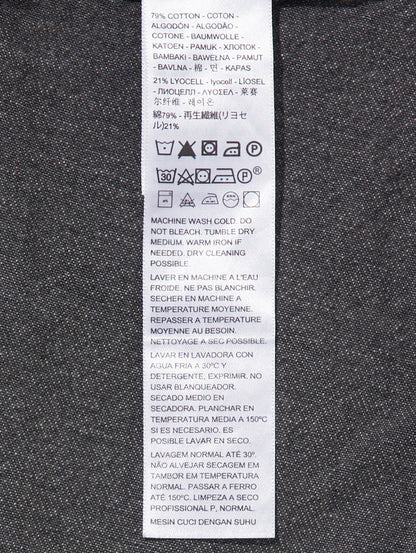 79% COTTON - COTON -
ALGODÓN - ALGODÃO -
COTONE - BAUMWOLLE -
KATOEN - PAMUK - ХЛОПОК -
BAMBAKI - BAWEŁNA - PAMUT
- BAVLNA - 棉 - 면 - KAPAS
21% LYOCELL - lyocell - LİOSEL
- ЛИОЦЕЛЛ - ΛΥΟΣΕΛ - 莱赛
尔纤维 - 레이온
綿79% - 再生繊維(リヨセ
ル)21%
P
30 P ®
MACHINE WASH COLD. DO
NOT BLEACH. TUMBLE DRY
MEDIUM. WARM IRON IF
NEEDED. DRY CLEANING
POSSIBLE.
LAVER EN MACHINE A L'EAU
FROIDE. NE PAS BLANCHIR.
SECHER EN MACHINE A
TEMPERATURE MOYENNE.
REPASSER A TEMPERATURE
MOYENNE AU BESOIN.
NETTOYAGE A SEC POSSIBLE.
LAVAR EN LAVADORA CON
AGUA FRIA A 30ºC Y
DETERGENTE, EXPRIMIR. NO
USAR BLANQUEADOR.
SECADO MEDIO EN
SECADORA. PLANCHAR EN
TEMPERATURA MEDIA A 150ºC
SI ES NECESARIO. ES
POSIBLE LAVAR EN SECO.
LAVAGEM NORMAL ATÉ 30º.
NÃO ALVEJAR SECAGEM EM
TAMBOR EM TEMPERATURA
NORMAL. PASSAR A FERRO
ATÉ 150ºC. LIMPEZA A SECO
PROFISSIONAL P, NORMAL.
MESIN CUCI DENGAN SUHU